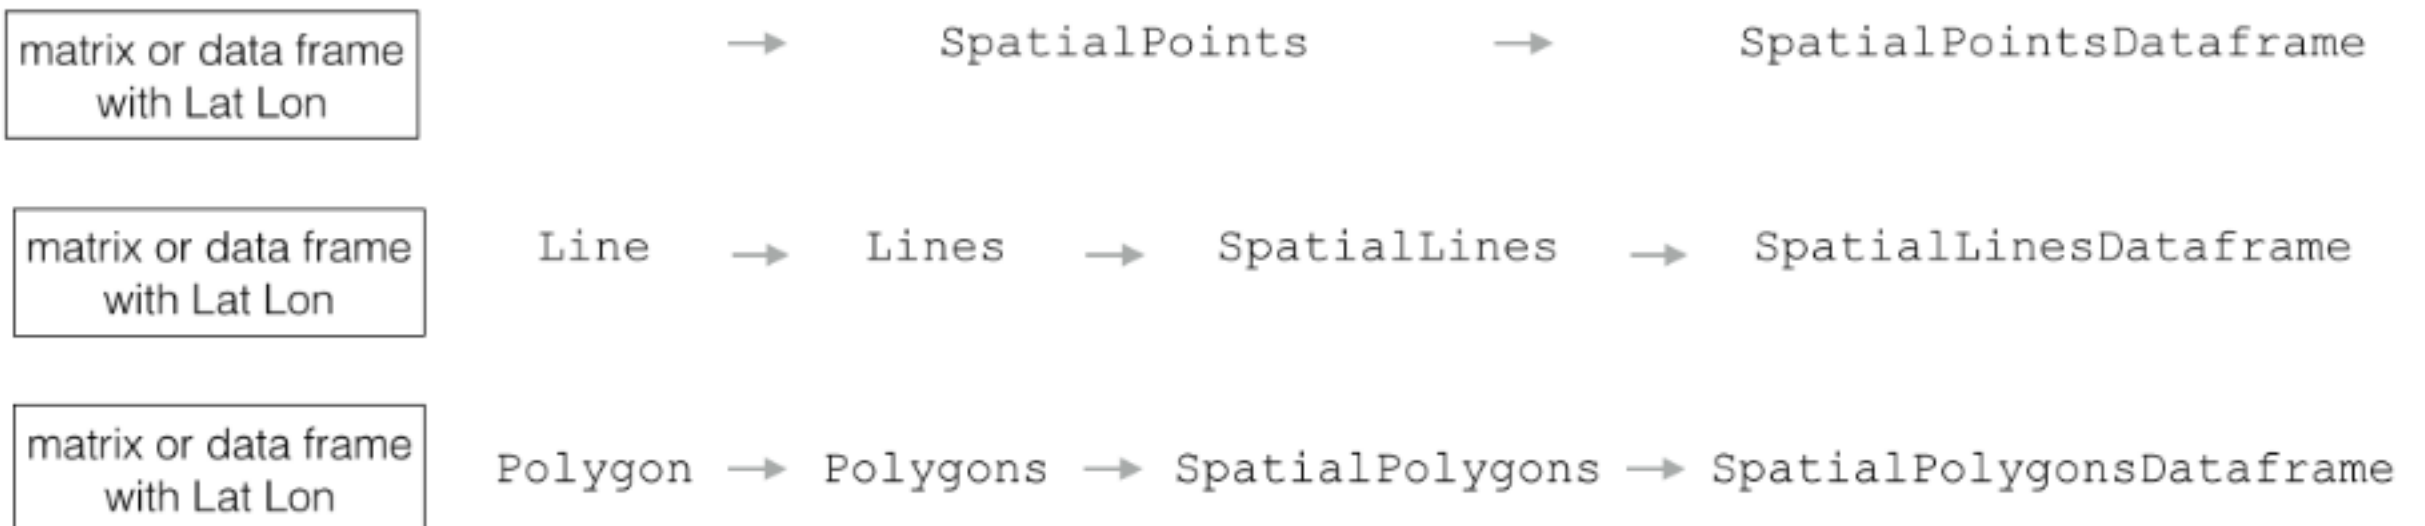 matrix or data frame
with Lat Lon
→ SpatialPoints → SpatialPointsDataframe
matrix or data frame
with Lat Lon
Line → Lines → SpatialLines → SpatialLinesDataframe
matrix or data frame
with Lat Lon
Polygon → Polygons → SpatialPolygons → SpatialPolygonsDataframe